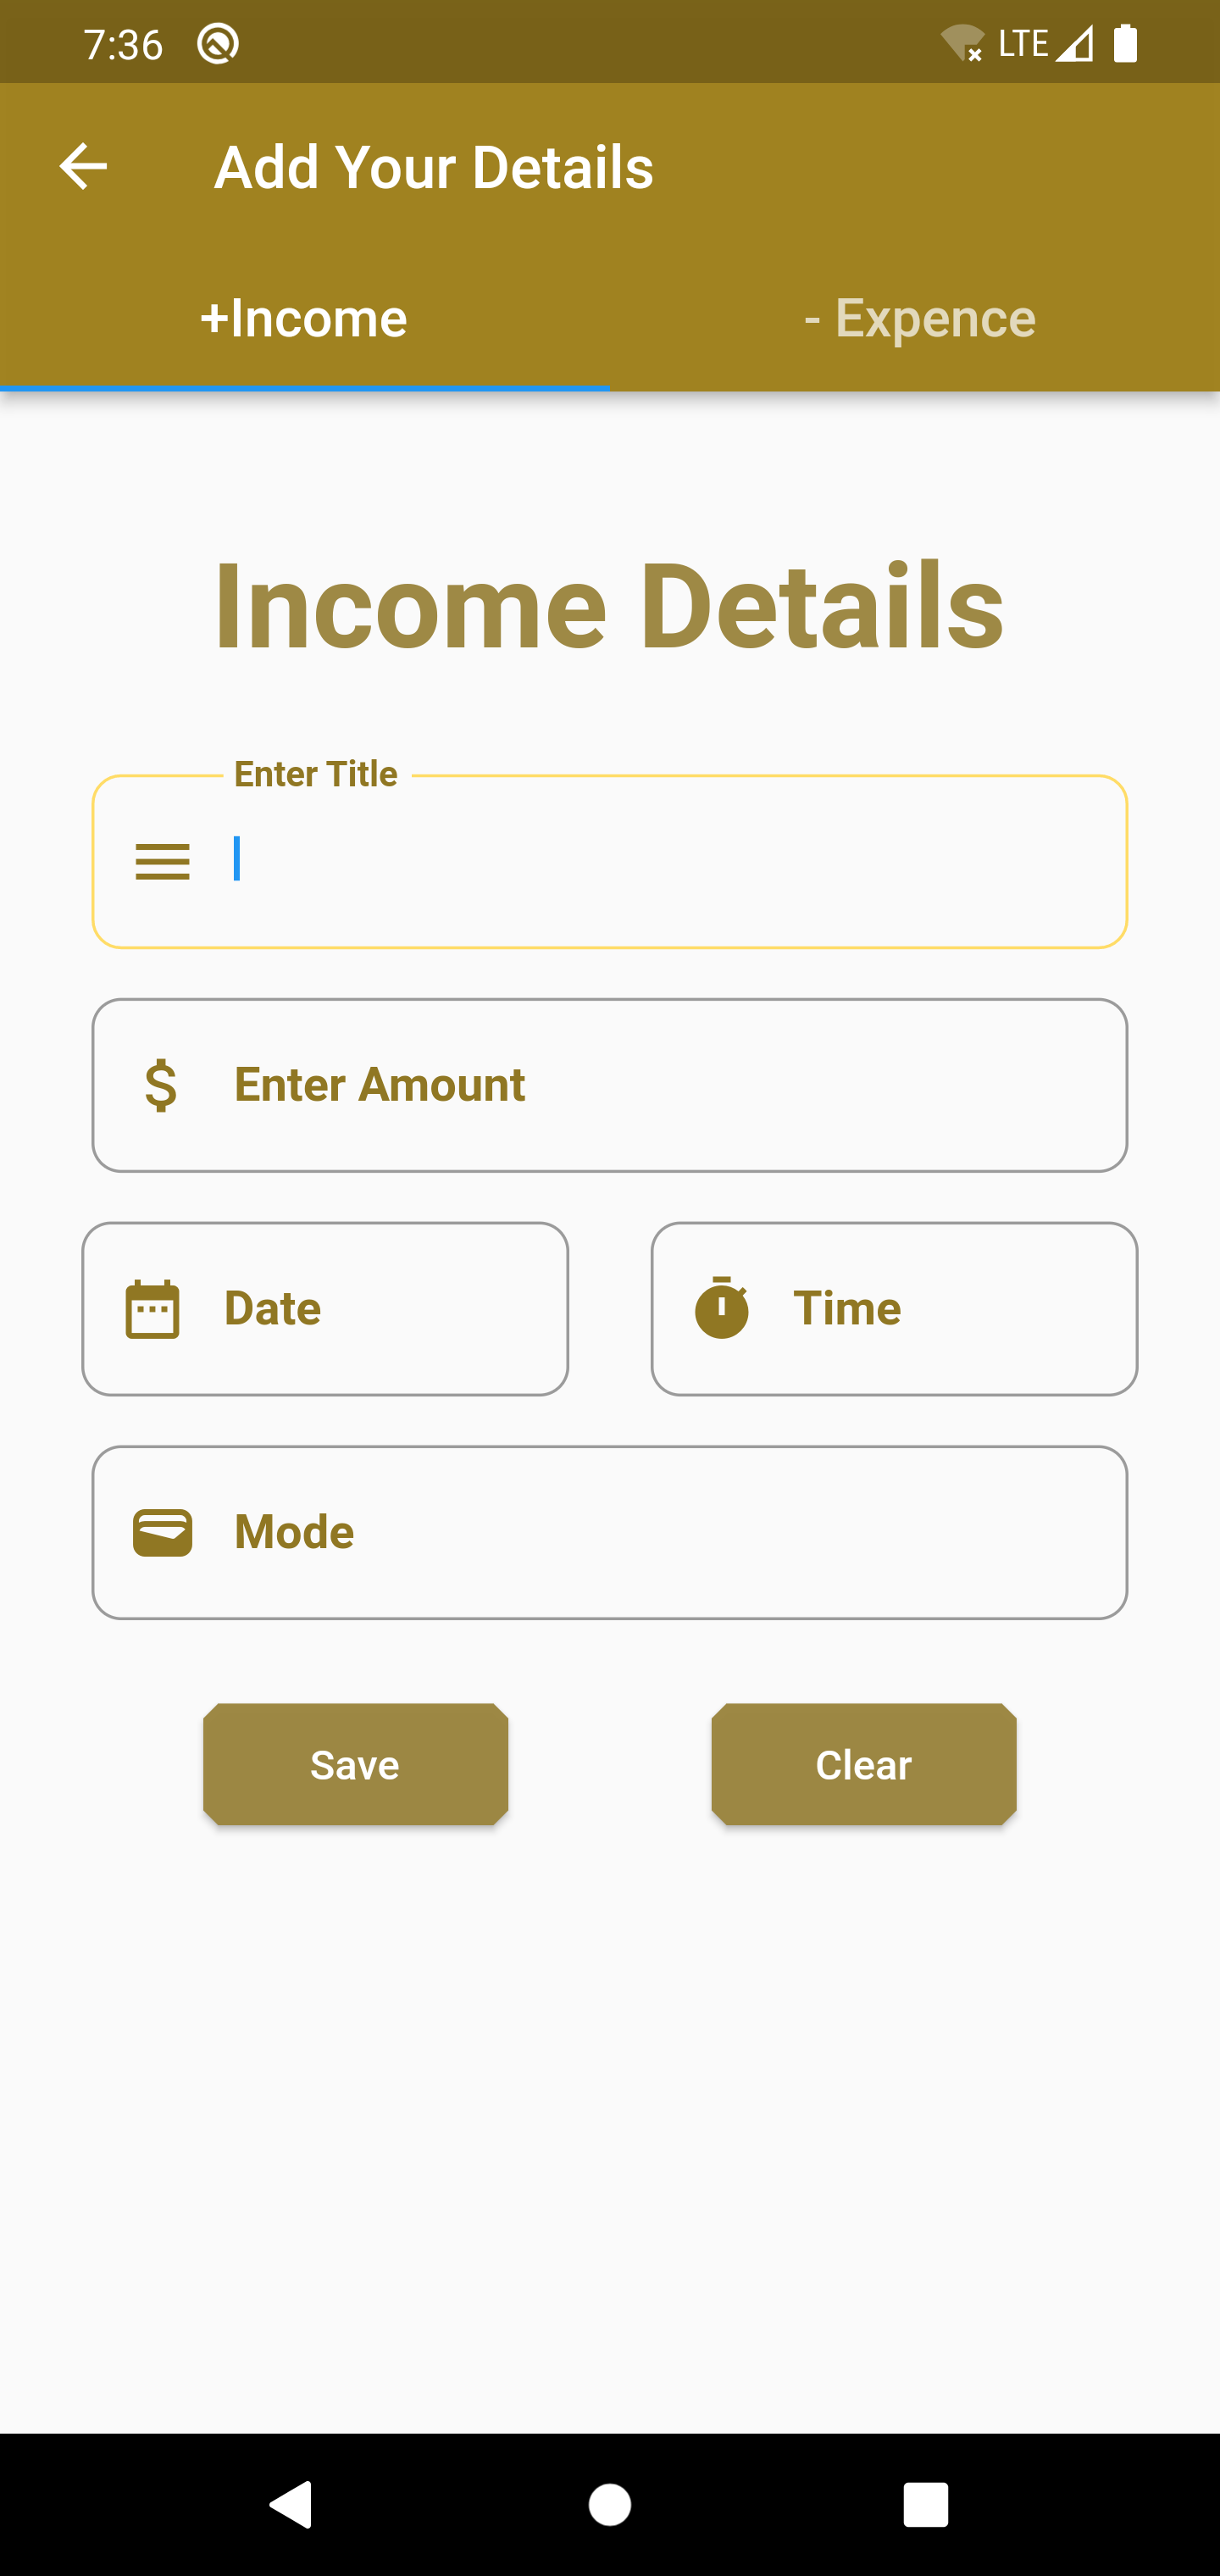 7:36 LTE
Add Your Details
+Income - Expence
Income Details
Enter Title
$ Enter Amount
Date Time
Mode
Save Clear